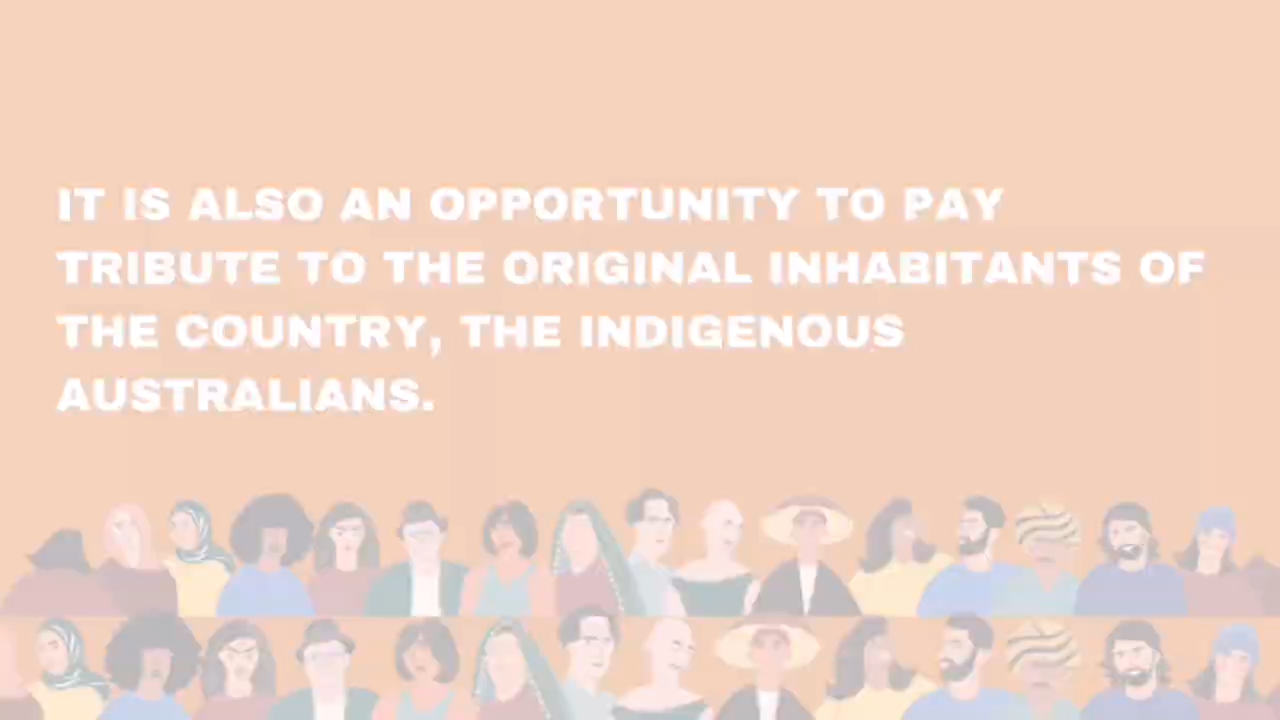 IT IS ALSO AN OPPORTUNITY TO PAY
TRIBUTE TO THE ORIGINAL INHABITANTS OF
THE COUNTRY, THE INDIGENOUS
AUSTRALIANS.